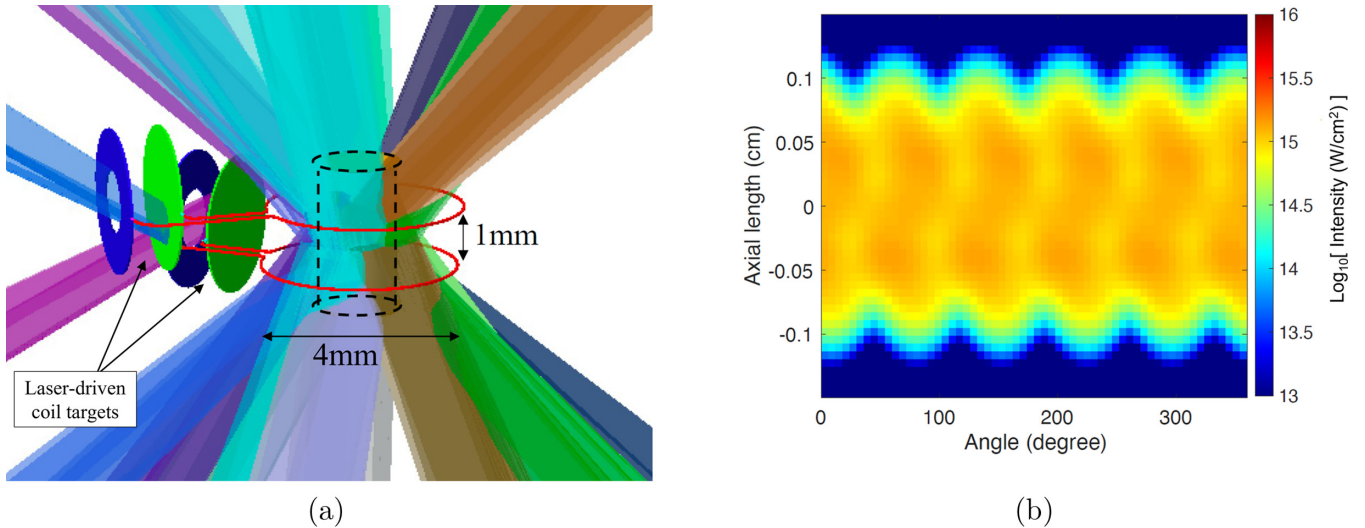 1mm
4mm
Laser-driven
coil targets
(a)
Axial length (cm)
0.1
0.05
0
-0.05
-0.1
0
100
200
300
Angle (degree)
16
15.5
15
14.5
14
13.5
13
Log₁₀[ Intensity (W/cm²) ]
(b)